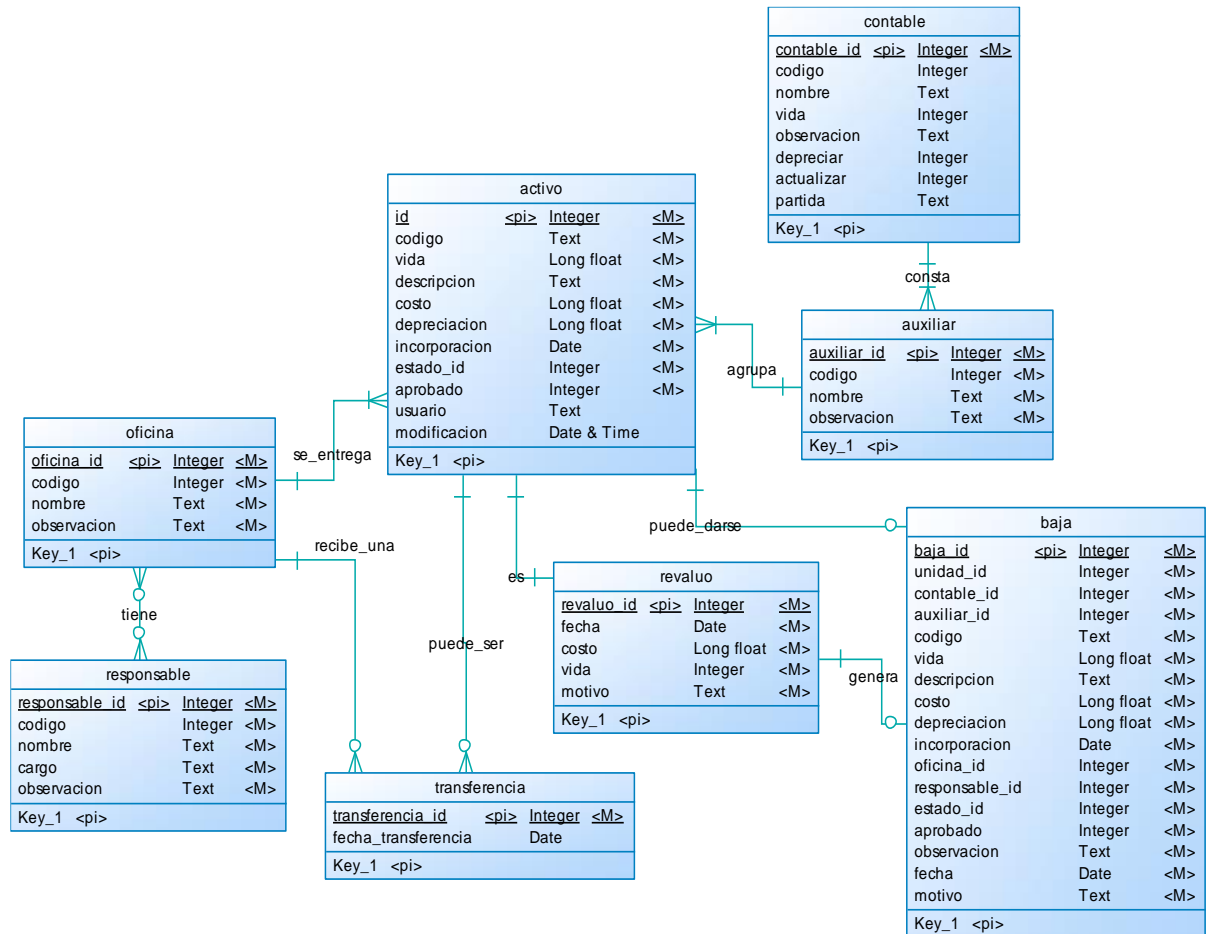 contable
contable_id <pi> Integer <M>
codigo Integer
nombre Text
vida Integer
observacion Text
depreciar Integer
actualizar Integer
partida Text
Key_1 <pi>
consta
activo
id <pi> Integer <M>
codigo Text <M>
vida Long float <M>
descripcion Text <M>
costo Long float <M>
depreciacion Long float <M>
incorporacion Date <M>
estado_id Integer <M>
aprobado Integer <M>
usuario Text
modificacion Date & Time
Key_1 <pi>
agrupa
auxiliar
auxiliar_id <pi> Integer <M>
codigo Integer <M>
nombre Text <M>
observacion Text <M>
Key_1 <pi>
oficina
oficina_id <pi> Integer <M>
codigo Integer <M>
nombre Text <M>
observacion Text <M>
Key_1 <pi>
se_entrega
recibe_una
puede_darse
tiene
es
puede_ser
genera
revaluo
revaluo_id <pi> Integer <M>
fecha Date <M>
costo Long float <M>
vida Integer <M>
motivo Text <M>
Key_1 <pi>
baja
baja_id <pi> Integer <M>
unidad_id Integer <M>
contable_id Integer <M>
auxiliar_id Integer <M>
codigo Text <M>
vida Long float <M>
descripcion Text <M>
costo Long float <M>
depreciacion Long float <M>
incorporacion Date <M>
oficina_id Integer <M>
responsable_id Integer <M>
estado_id Integer <M>
aprobado Integer <M>
observacion Text <M>
fecha Date <M>
motivo Text <M>
Key_1 <pi>
responsable
responsable_id <pi> Integer <M>
codigo Integer <M>
nombre Text <M>
cargo Text <M>
observacion Text <M>
Key_1 <pi>
transferencia
transferencia_id <pi> Integer <M>
fecha_transferencia Date
Key_1 <pi>